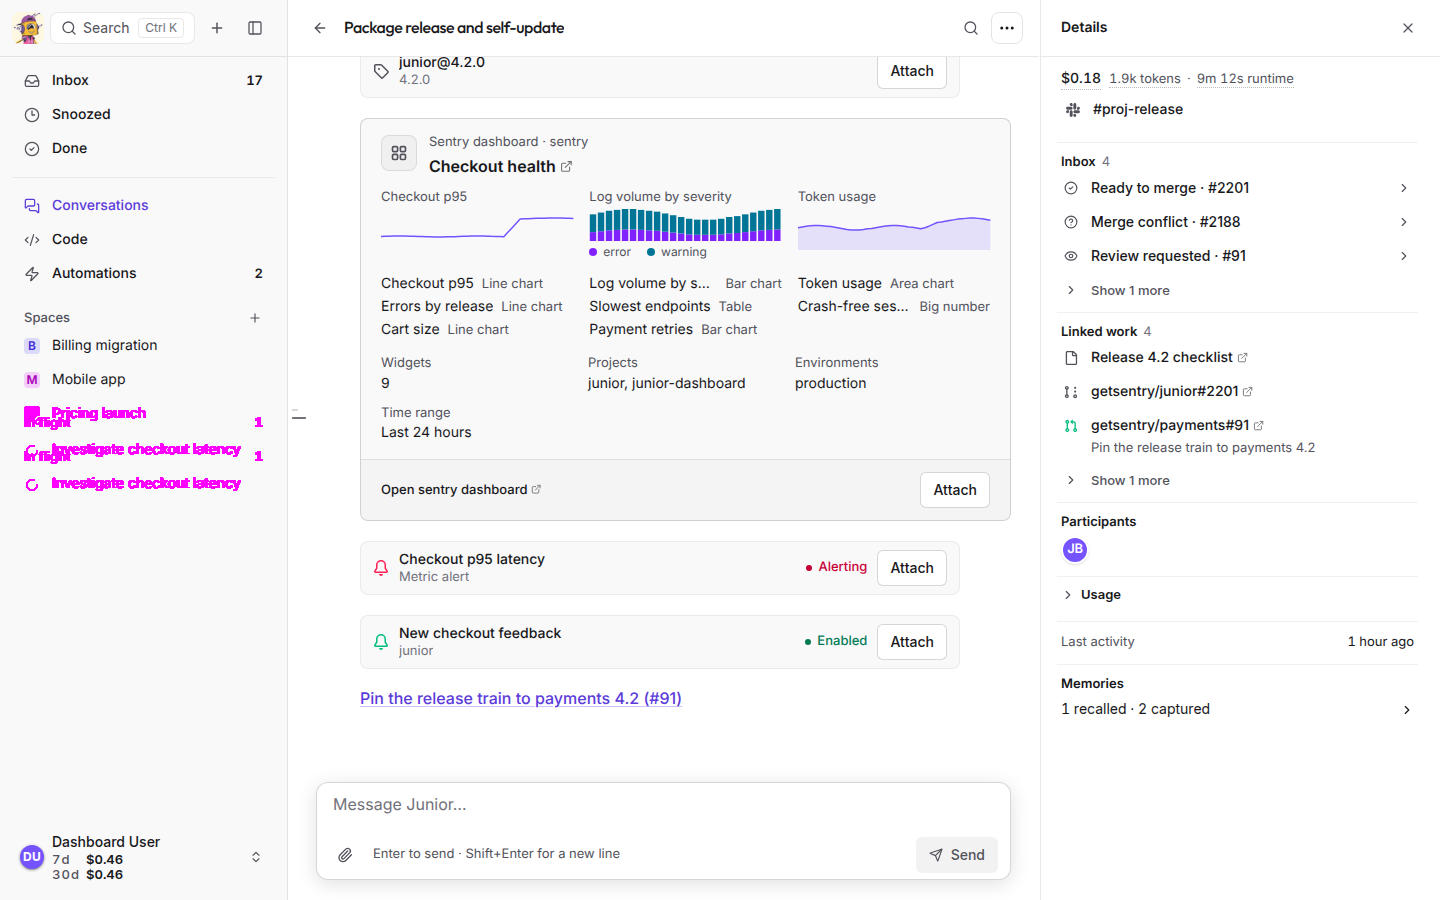 Search Ctrl K
Inbox 17
Snoozed
Done
Conversations
Code
Automations 2
Spaces
B Billing migration
M Mobile app
Pricing launch
In flight 1
Investigate checkout latency
In flight 1
Investigate checkout latency
DU Dashboard User
7d $0.46
30d $0.46
Package release and self-update
junior@4.2.0
4.2.0
Attach
Sentry dashboard · sentry
Checkout health
Checkout p95
Log volume by severity
Token usage
error warning
Checkout p95 Line chart
Log volume by s... Bar chart
Token usage Area chart
Errors by release Line chart
Slowest endpoints Table
Crash-free ses... Big number
Cart size Line chart
Payment retries Bar chart
Widgets
9
Projects
junior, junior-dashboard
Environments
production
Time range
Last 24 hours
Open sentry dashboard
Attach
Checkout p95 latency
Metric alert
Alerting
Attach
New checkout feedback
junior
Enabled
Attach
Pin the release train to payments 4.2 (#91)
Message Junior...
Enter to send · Shift+Enter for a new line
Send
Details
$0.18 1.9k tokens · 9m 12s runtime
#proj-release
Inbox 4
Ready to merge · #2201
Merge conflict · #2188
Review requested · #91
Show 1 more
Linked work 4
Release 4.2 checklist
getsentry/junior#2201
getsentry/payments#91
Pin the release train to payments 4.2
Show 1 more
Participants
JB
Usage
Last activity 1 hour ago
Memories
1 recalled · 2 captured